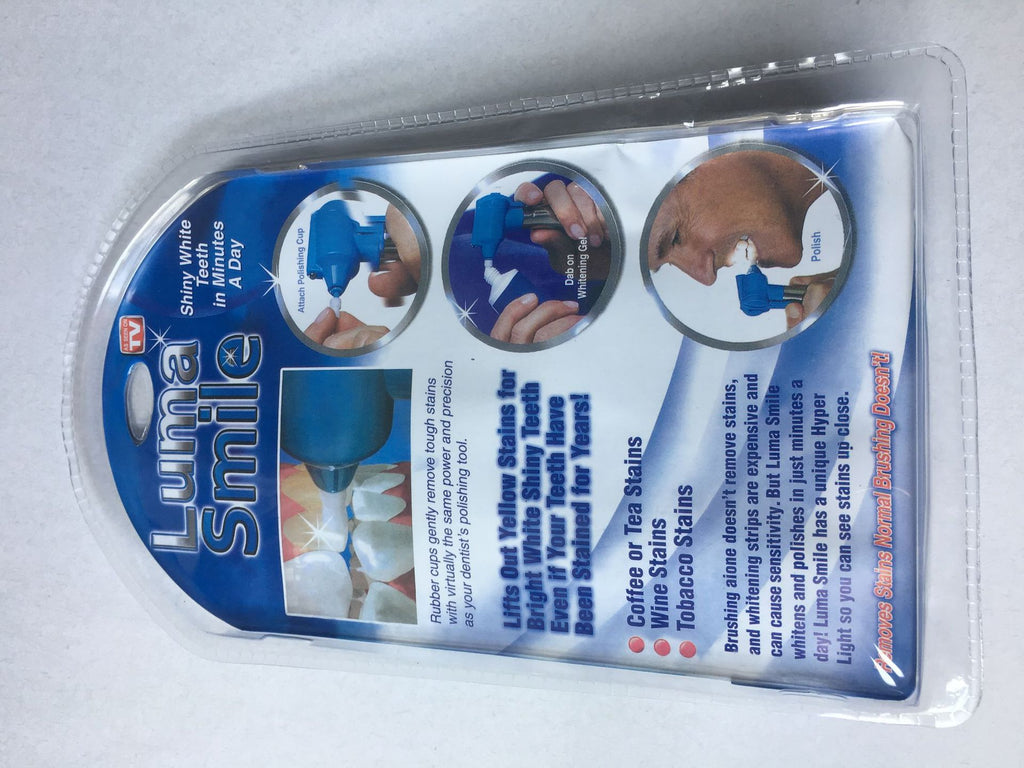 AS SEEN ON
TV
Luma
Smile
Shiny White
Teeth
in Minutes
A Day
Attach Polishing Cup
Rubber cups gently remove tough stains
with virtually the same power and precision
as your dentist's polishing tool.
Dab on
Whitening Gel
Lifts Out Yellow Stains for
Bright White Shiny Teeth
Even if Your Teeth Have
Been Stained for Years!
Coffee or Tea Stains
Wine Stains
Tobacco Stains
Polish
Brushing alone doesn't remove stains,
and whitening strips are expensive and
can cause sensitivity. But Luma Smile
whitens and polishes in just minutes a
day! Luma Smile has a unique Hyper
Light so you can see stains up close.
Removes Stains Normal Brushing Doesn't!